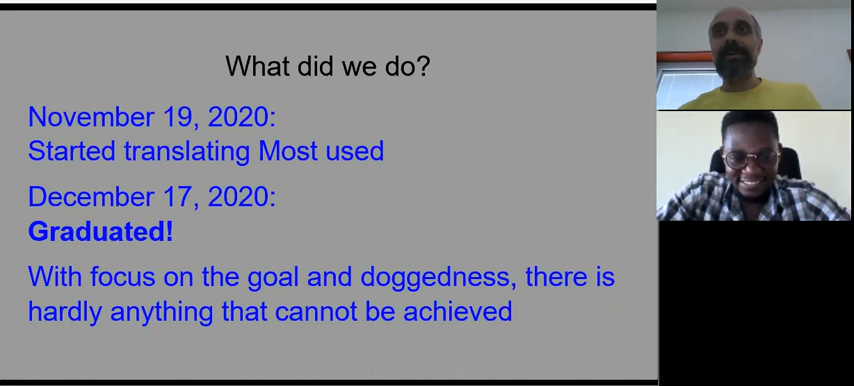 What did we do?
November 19, 2020:
Started translating Most used
December 17, 2020:
Graduated!
With focus on the goal and doggedness, there is
hardly anything that cannot be achieved